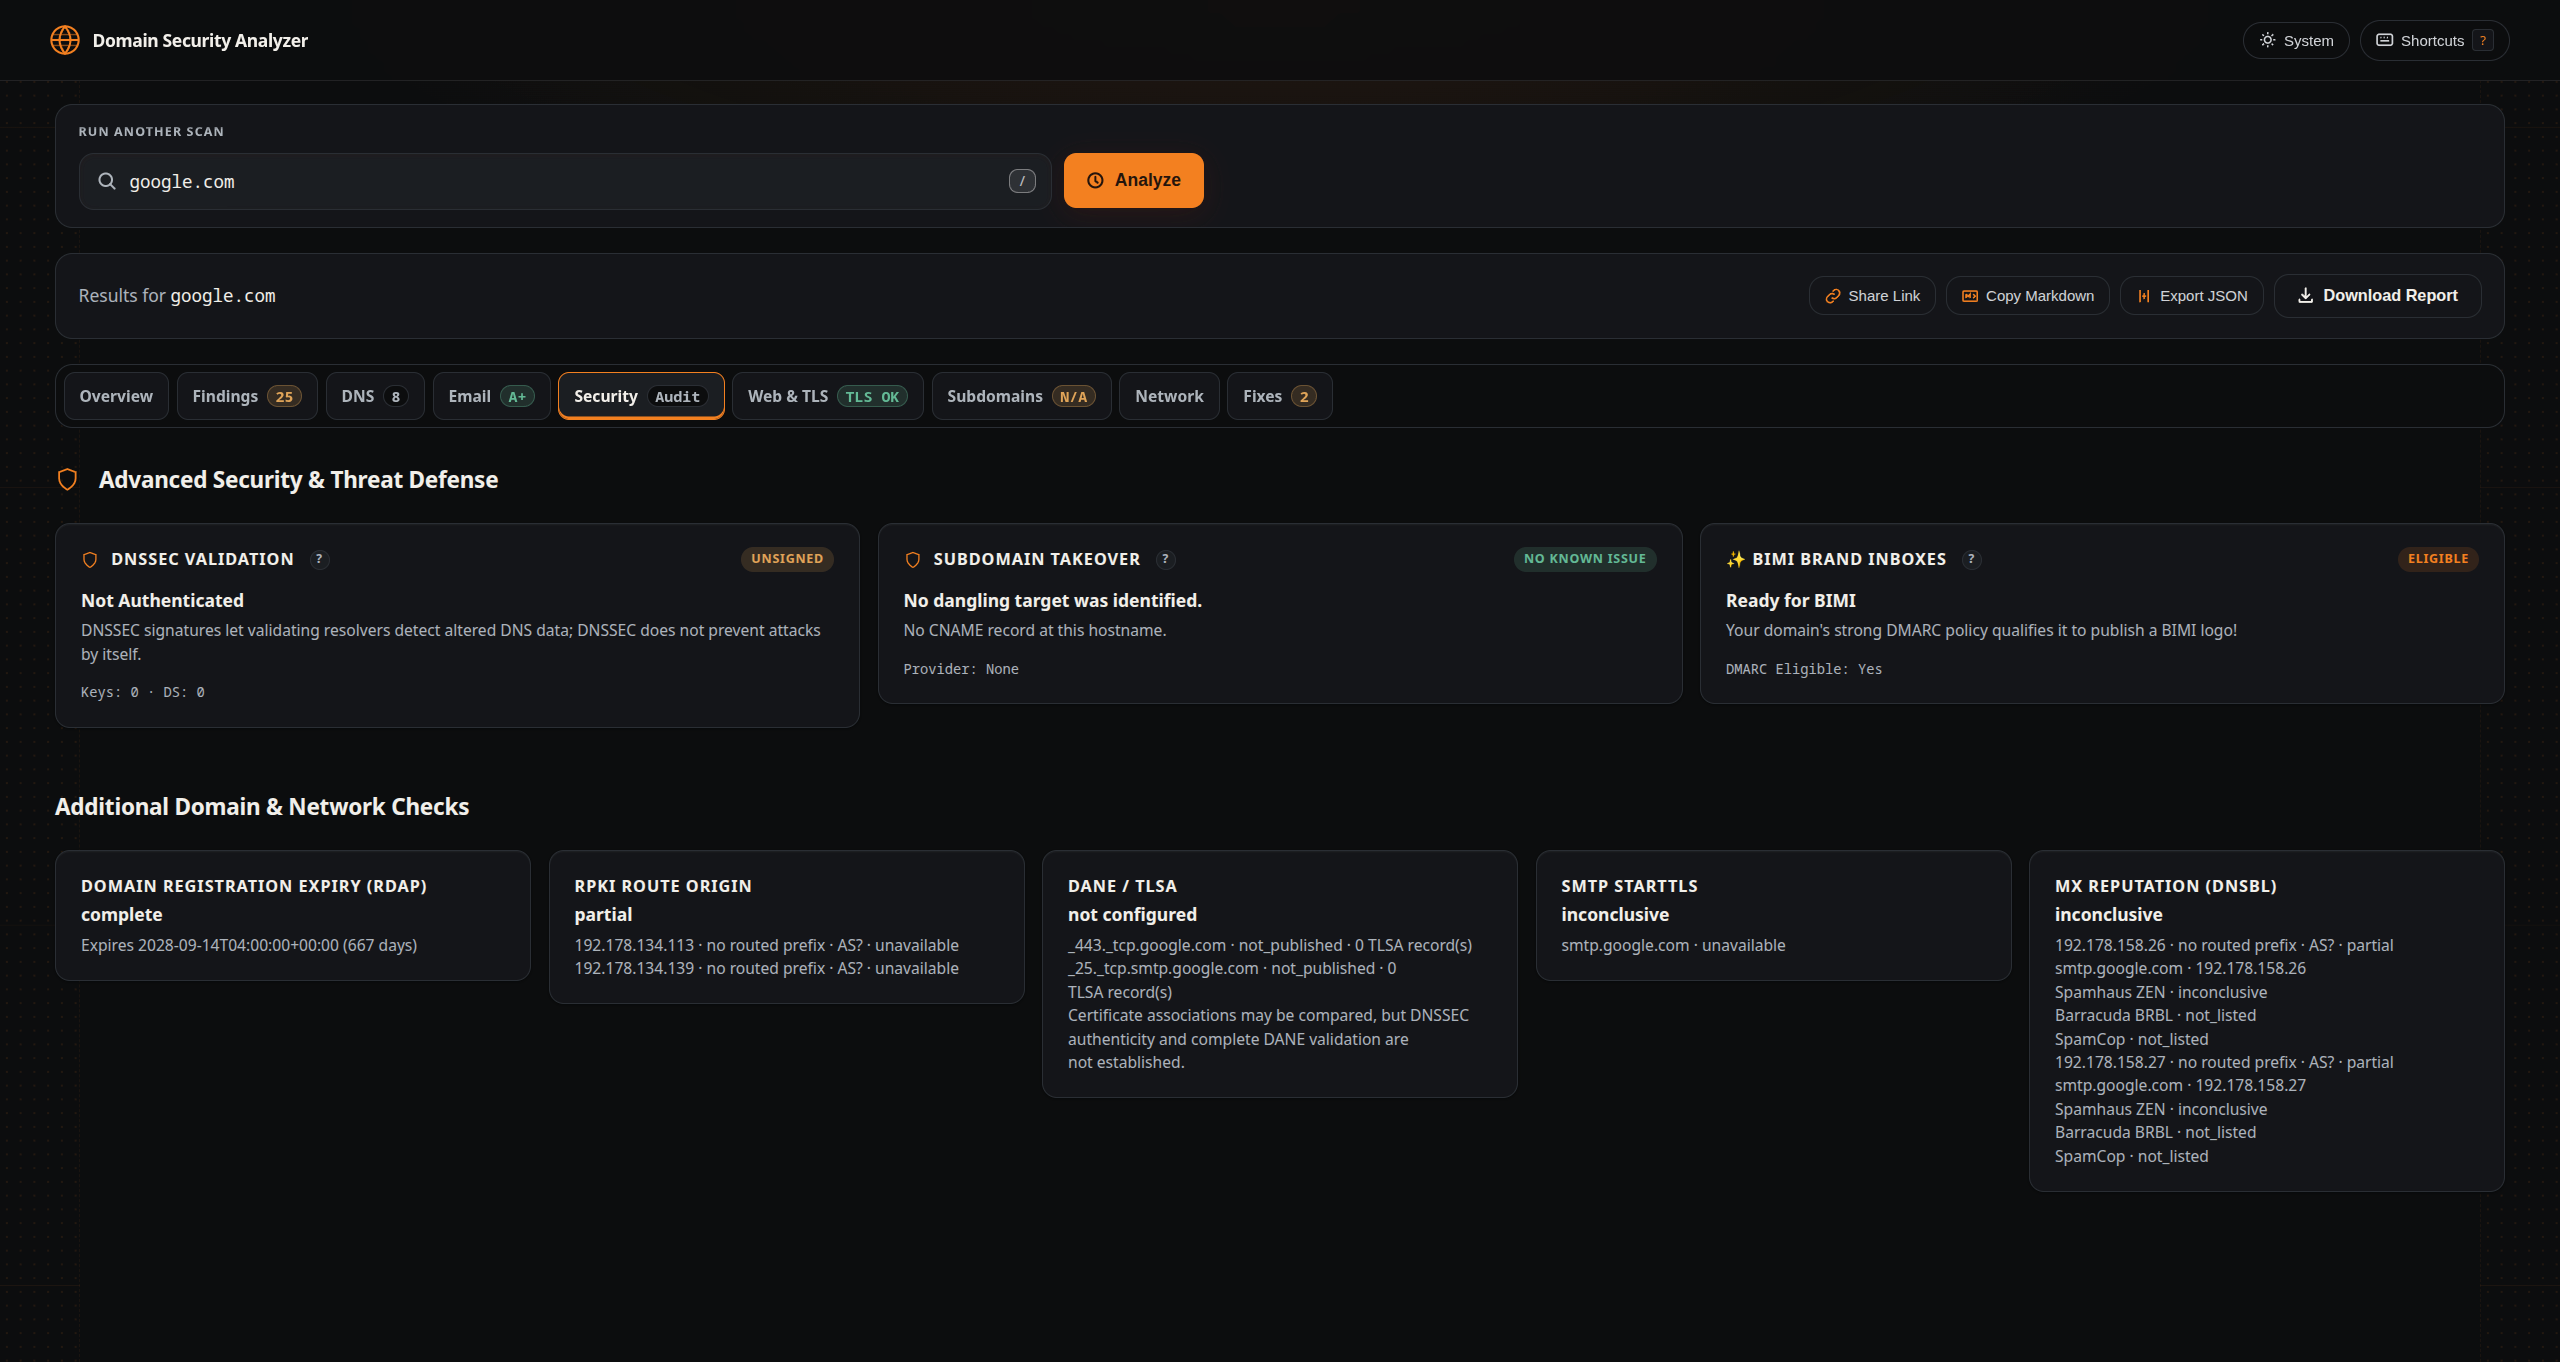 Domain Security Analyzer
System
Shortcuts ?
RUN ANOTHER SCAN
google.com
/
Analyze
Results for google.com
Share Link
Copy Markdown
Export JSON
Download Report
Overview
Findings 25
DNS 8
Email A+
Security Audit
Web & TLS TLS OK
Subdomains N/A
Network
Fixes 2
Advanced Security & Threat Defense
DNSSEC VALIDATION ?
UNSIGNED
Not Authenticated
DNSSEC signatures let validating resolvers detect altered DNS data; DNSSEC does not prevent attacks
by itself.
Keys: 0 · DS: 0
SUBDOMAIN TAKEOVER ?
NO KNOWN ISSUE
No dangling target was identified.
No CNAME record at this hostname.
Provider: None
✨ BIMI BRAND INBOXES ?
ELIGIBLE
Ready for BIMI
Your domain's strong DMARC policy qualifies it to publish a BIMI logo!
DMARC Eligible: Yes
Additional Domain & Network Checks
DOMAIN REGISTRATION EXPIRY (RDAP)
complete
Expires 2028-09-14T04:00:00+00:00 (667 days)
RPKI ROUTE ORIGIN
partial
192.178.134.113 · no routed prefix · AS? · unavailable
192.178.134.139 · no routed prefix · AS? · unavailable
DANE / TLSA
not configured
_443._tcp.google.com · not_published · 0 TLSA record(s)
_25._tcp.smtp.google.com · not_published · 0
TLSA record(s)
Certificate associations may be compared, but DNSSEC
authenticity and complete DANE validation are
not established.
SMTP STARTTLS
inconclusive
smtp.google.com · unavailable
MX REPUTATION (DNSBL)
inconclusive
192.178.158.26 · no routed prefix · AS? · partial
smtp.google.com · 192.178.158.26
Spamhaus ZEN · inconclusive
Barracuda BRBL · not_listed
SpamCop · not_listed
192.178.158.27 · no routed prefix · AS? · partial
smtp.google.com · 192.178.158.27
Spamhaus ZEN · inconclusive
Barracuda BRBL · not_listed
SpamCop · not_listed